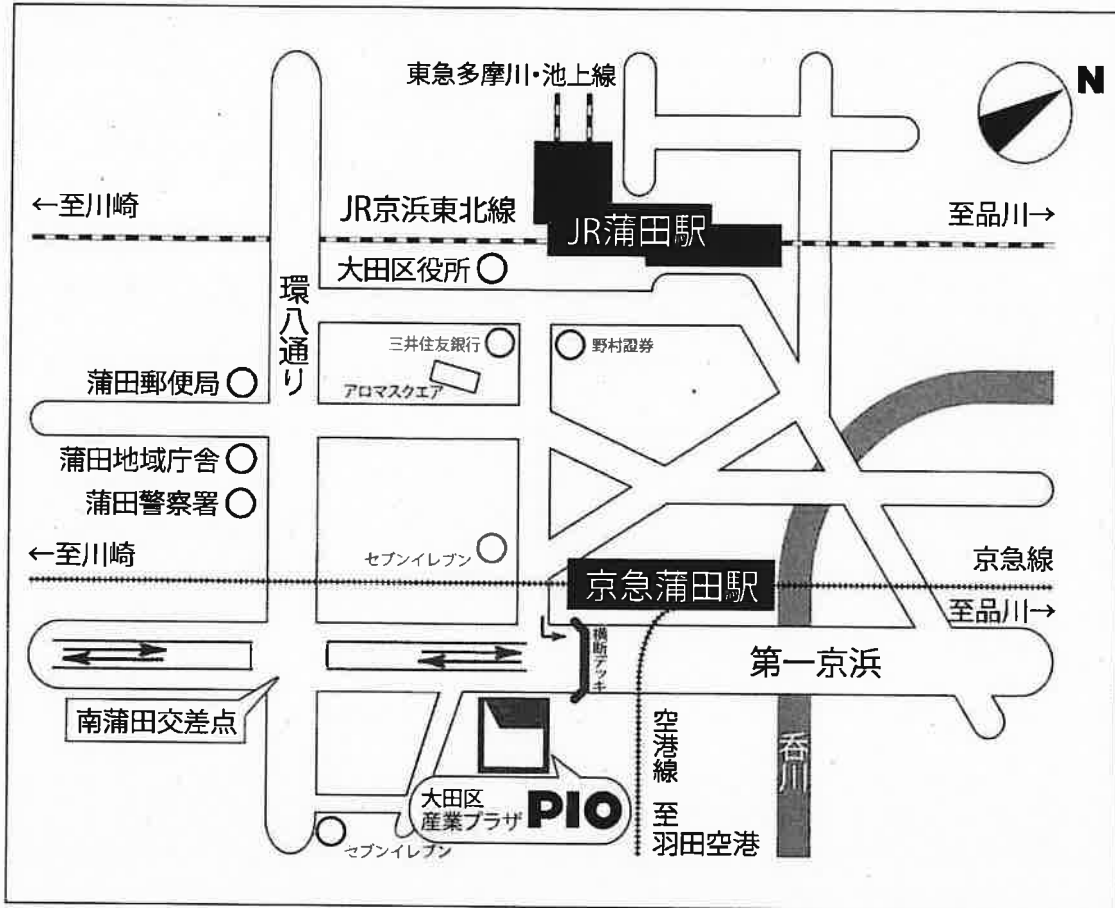 東急多摩川・池上線
N
←至川崎
JR京浜東北線
JR蒲田駅
至品川→
大田区役所
環八通り
三井住友銀行
野村證券
アロマスクエア
蒲田郵便局
蒲田地域庁舎
蒲田警察署
セブンイレブン
←至川崎
京急蒲田駅
京急線
至品川→
横断デッキ
第一京浜
南蒲田交差点
大田区
産業プラザ PIO
空港線 至
羽田空港
呑川
セブンイレブン